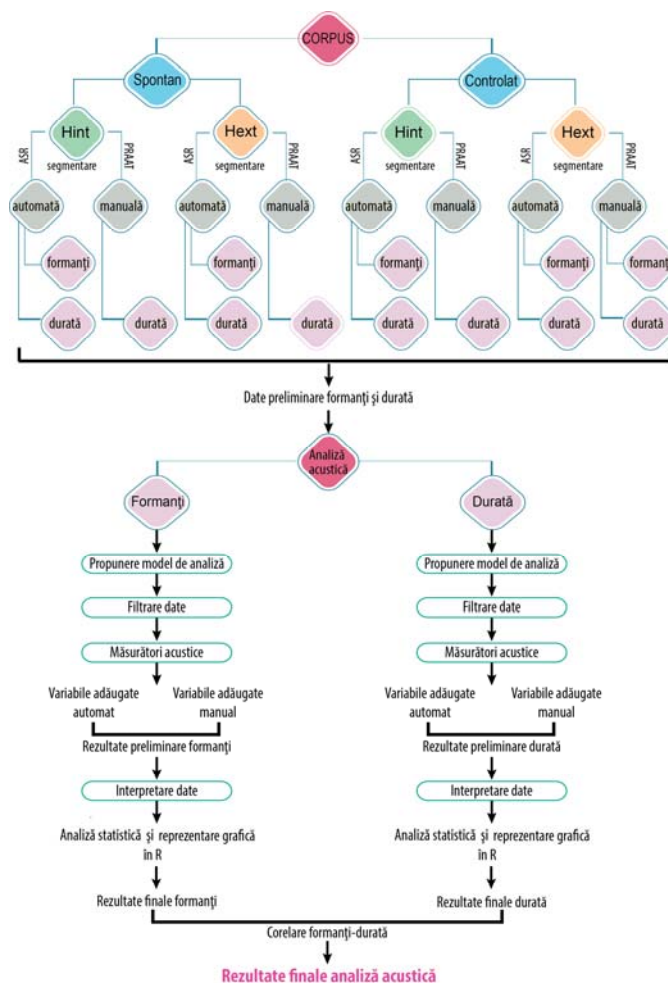 CORPUS
Spontan
Controlat
Hint
Hext
Hint
Hext
ASR
segmentare
PRAAT
ASR
segmentare
PRAAT
ASR
segmentare
PRAAT
ASR
segmentare
PRAAT
automată
manuală
automată
manuală
automată
manuală
automată
manuală
formanți
formanți
formanți
formanți
formanț
durată
durată
durată
durată
durată
durată
durată
durată
Date preliminare formanți și durată
Analiză
acustică
Formanți
Durată
Propunere model de analiză
Propunere model de analiză
Filtrare date
Filtrare date
Măsurători acustice
Măsurători acustice
Variabile adăugate
automat
Variabile adăugate
manual
Variabile adăugate
automat
Variabile adăugate
manual
Rezultate preliminare formanți
Rezultate preliminare durată
Interpretare date
Interpretare date
Analiză statistică și reprezentare grafică
în R
Analiză statistică și reprezentare grafică
în R
Rezultate finale formanți
Rezultate finale durată
Corelare formanți-durată
Rezultate finale analiză acustică